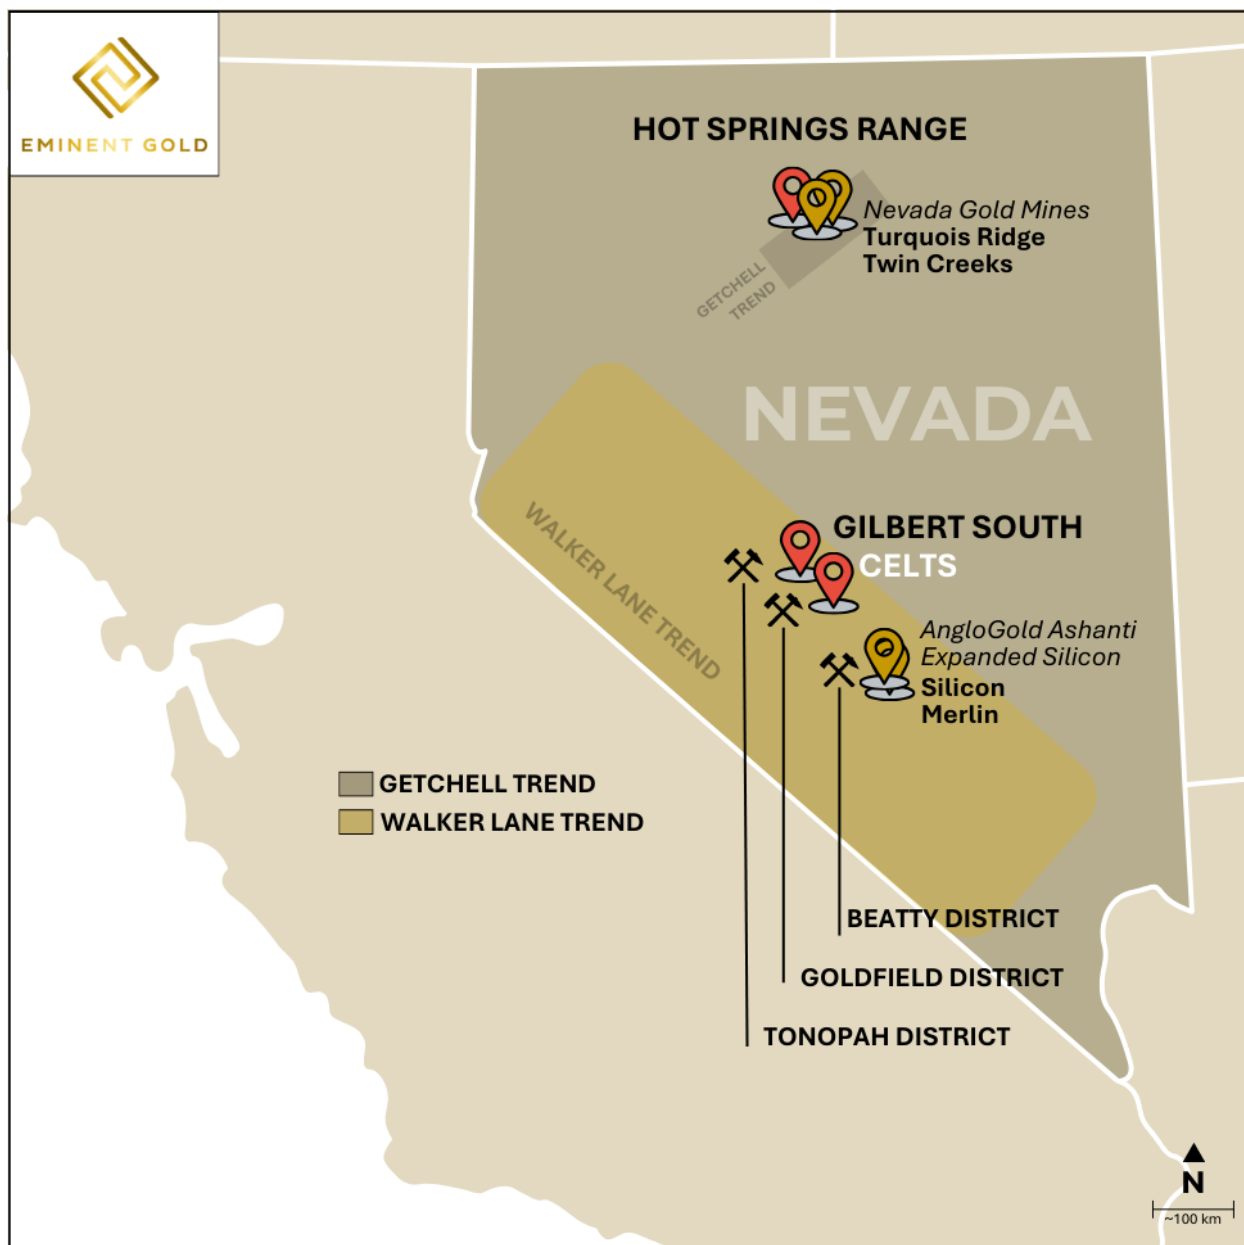 EMINENT GOLD
HOT SPRINGS RANGE
Nevada Gold Mines
Turquois Ridge
Twin Creeks
GETCHELL
TREND
NEVADA
WALKER LANE TREND
GILBERT SOUTH
CELTS
AngloGold Ashanti
Expanded Silicon
Silicon
Merlin
GETCHELL TREND
WALKER LANE TREND
BEATTY DISTRICT
GOLDFIELD DISTRICT
TONOPAH DISTRICT
N
~100 km